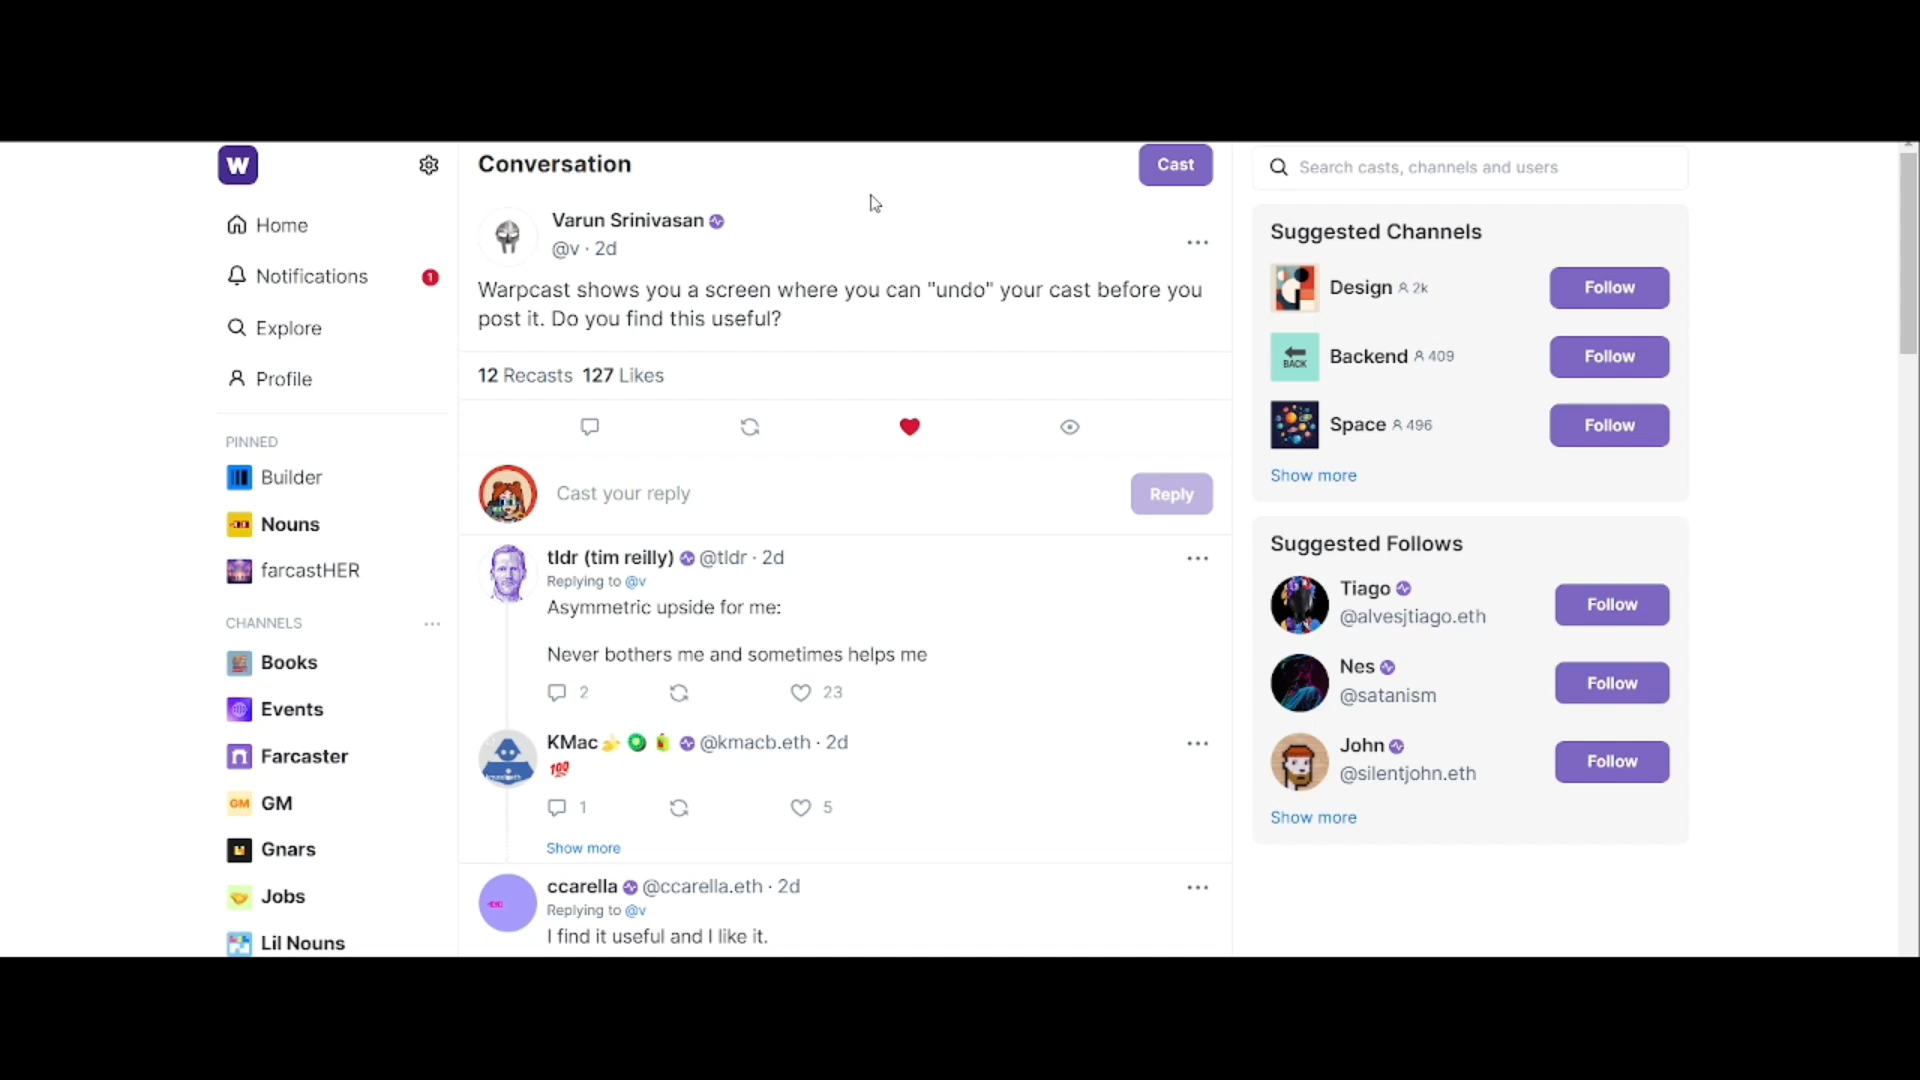 W
Home
Notifications
1
Explore
Profile
PINNED
Builder
Nouns
farcastHER
CHANNELS
Books
Events
Farcaster
GM
GM
Gnars
Jobs
Lil Nouns
Conversation
Cast
Varun Srinivasan
@v · 2d
Warpcast shows you a screen where you can "undo" your cast before you
post it. Do you find this useful?
12 Recasts 127 Likes
Cast your reply
Reply
tldr (tim reilly) @tldr · 2d
Replying to @v
Asymmetric upside for me:
Never bothers me and sometimes helps me
2
23
KMac @kmacb.eth · 2d
💯
1
5
Show more
ccarella @ccarella.eth · 2d
Replying to @v
I find it useful and I like it.
Search casts, channels and users
Suggested Channels
Design 2k
Follow
BACK
Backend 409
Follow
Space 496
Follow
Show more
Suggested Follows
Tiago
@alvesjtiago.eth
Follow
Nes
@satanism
Follow
John
@silentjohn.eth
Follow
Show more